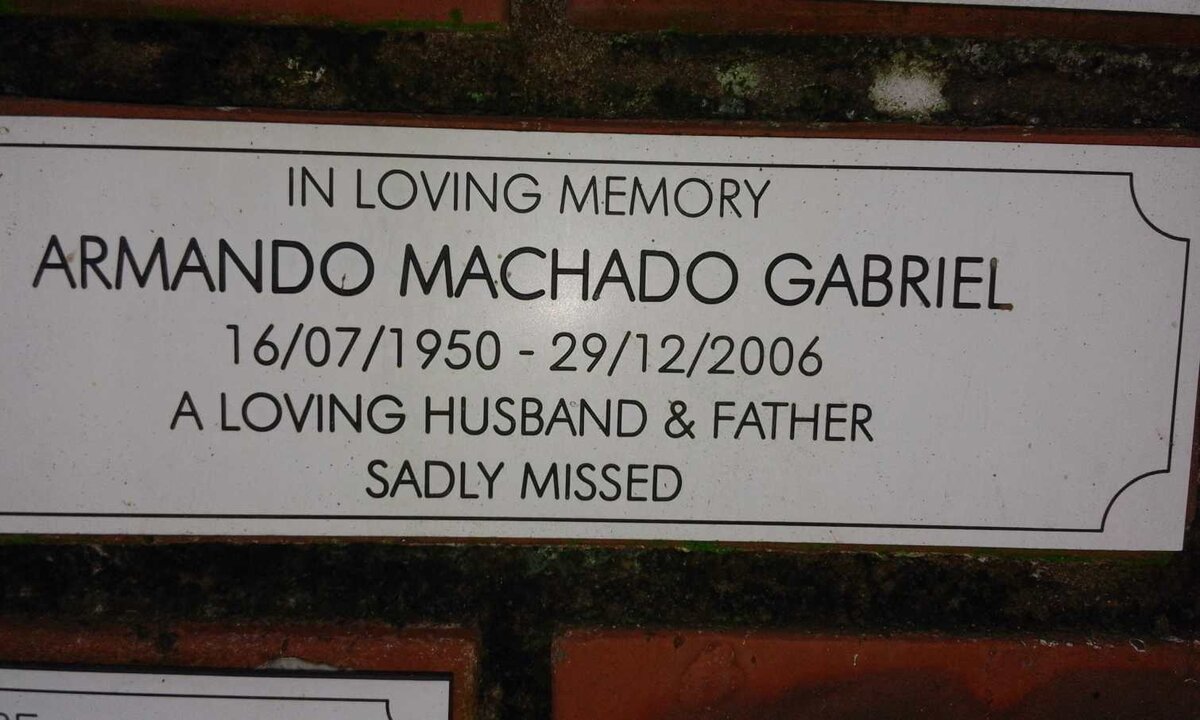 IN LOVING MEMORY
ARMANDO MACHADO GABRIEL
16/07/1950 - 29/12/2006
A LOVING HUSBAND & FATHER
SADLY MISSED